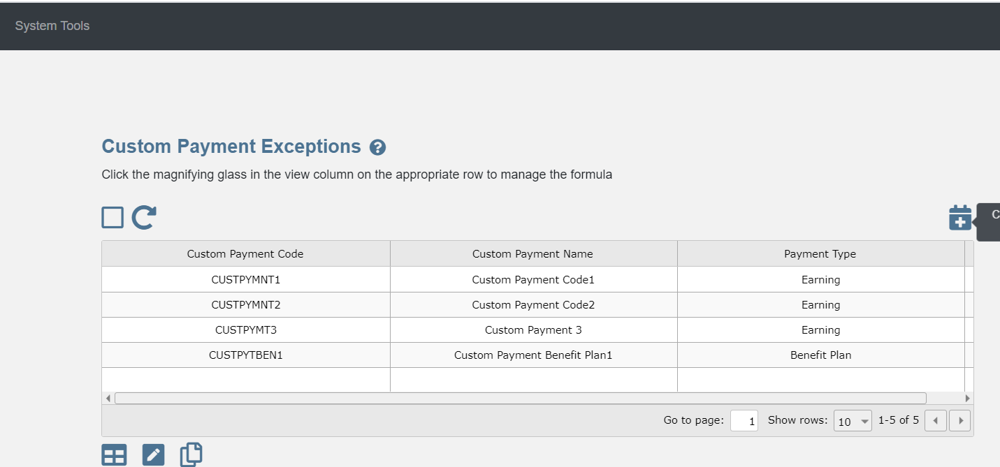 System Tools
Custom Payment Exceptions ?
Click the magnifying glass in the view column on the appropriate row to manage the formula
C
Custom Payment Code Custom Payment Name Payment Type
CUSTPYMNT1 Custom Payment Code1 Earning
CUSTPYMNT2 Custom Payment Code2 Earning
CUSTPYMT3 Custom Payment 3 Earning
CUSTPYTBEN1 Custom Payment Benefit Plan1 Benefit Plan
Go to page: 1 Show rows: 10 1-5 of 5